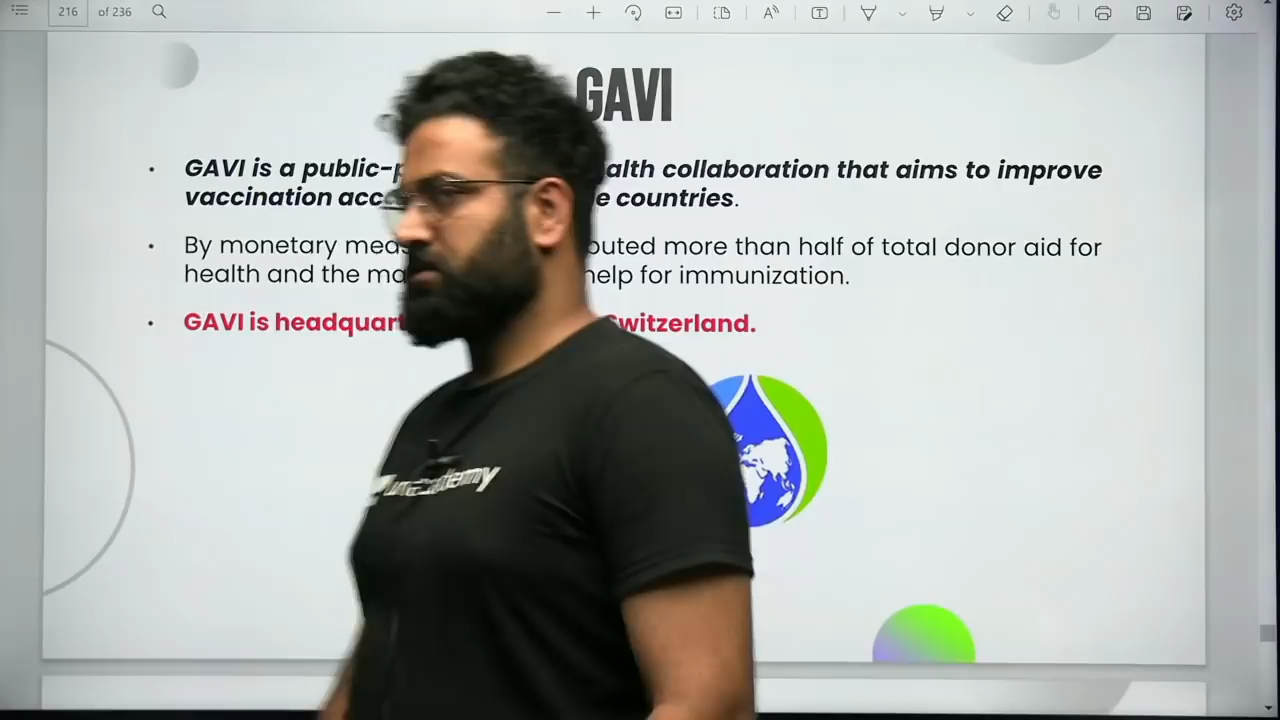 216 of 236
GAVI
• GAVI is a public- alth collaboration that aims to improve
vaccination acc e countries.
• By monetary mea buted more than half of total donor aid for
health and the ma help for immunization.
• GAVI is headquart Switzerland.